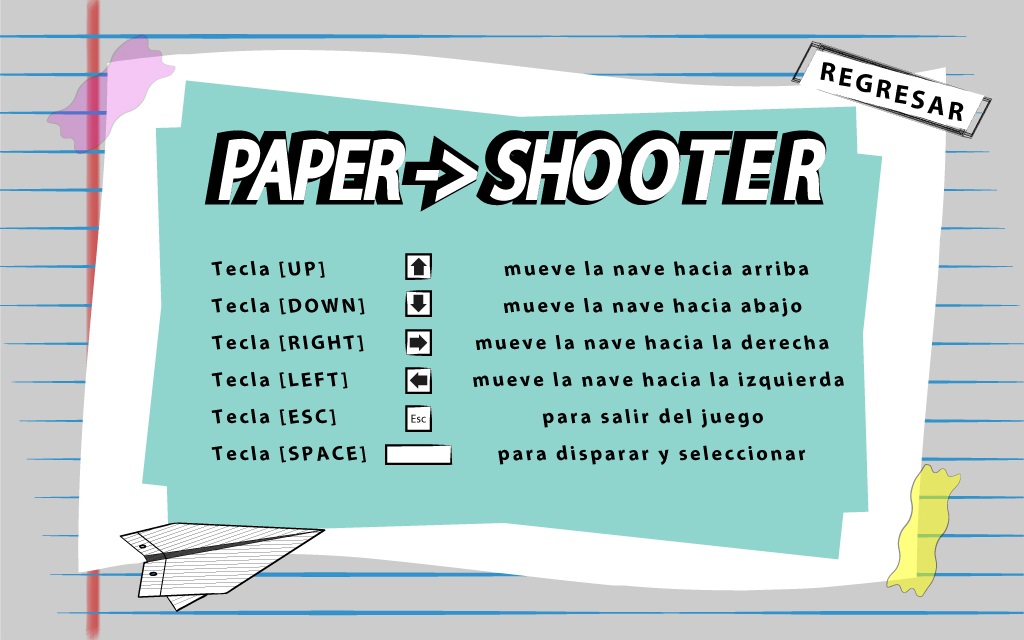 REGRESAR
PAPER->SHOOTER
Tecla [UP] mueve la nave hacia arriba
Tecla [DOWN] mueve la nave hacia abajo
Tecla [RIGHT] mueve la nave hacia la derecha
Tecla [LEFT] mueve la nave hacia la izquierda
Tecla [ESC] Esc para salir del juego
Tecla [SPACE] para disparar y seleccionar